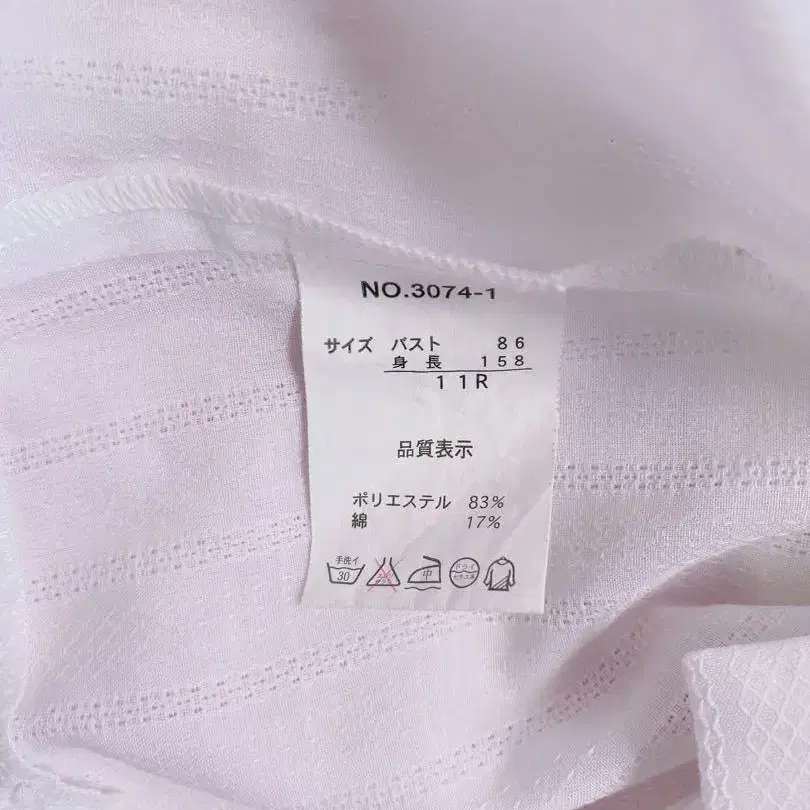 NO.3074-1
サイズ バスト 86
身長 158
11R
品質表示
ポリエステル 83%
綿 17%
手洗イ
30
中
ドライ